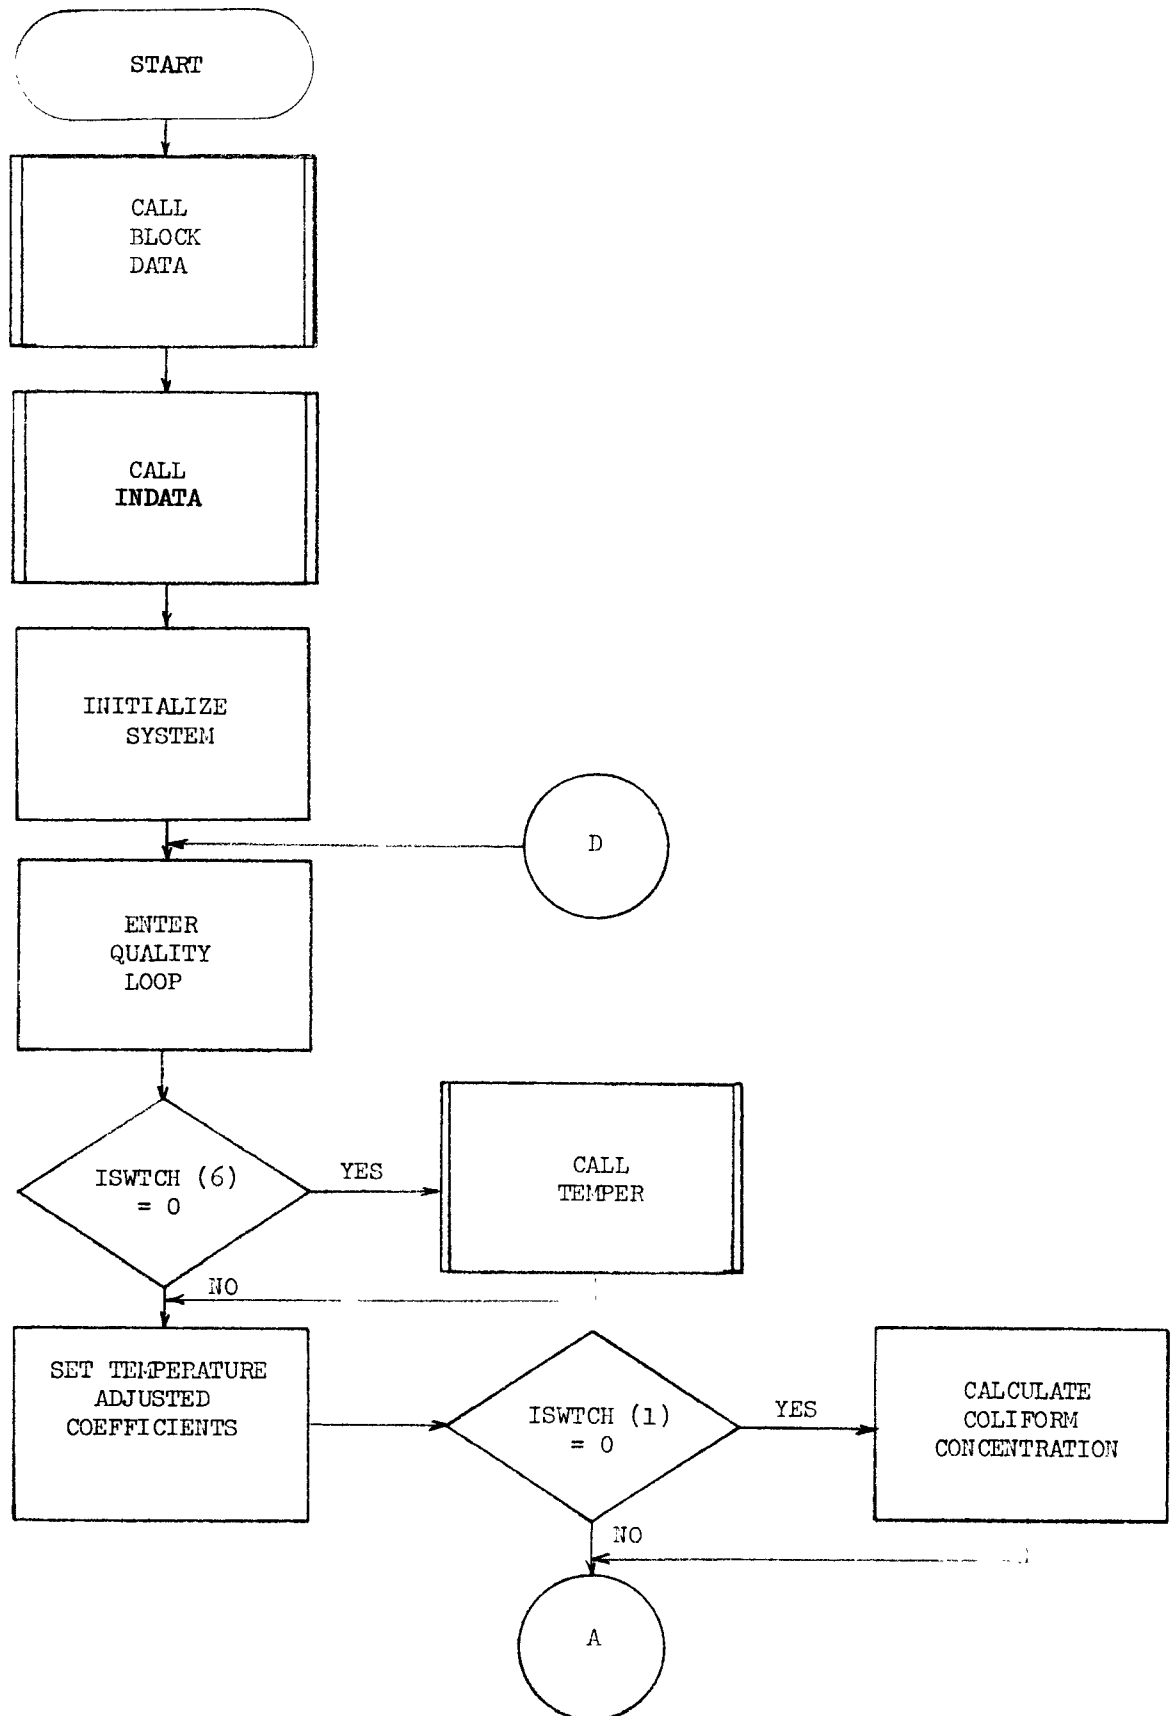 START
CALL
BLOCK
DATA
CALL
INDATA
INITIALIZE
SYSTEM
D
ENTER
QUALITY
LOOP
ISWTCH (6)
= 0
YES
CALL
TEMPER
NO
SET TEMPERATURE
ADJUSTED
COEFFICIENTS
ISWTCH (1)
= 0
YES
CALCULATE
COLIFORM
CONCENTRATION
NO
A